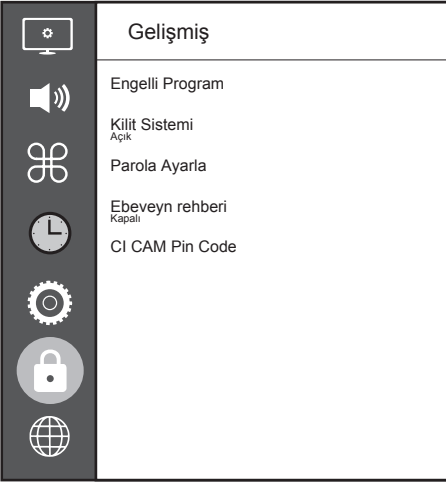 Gelişmiş
Engelli Program
Kilit Sistemi
Açık
Parola Ayarla
Ebeveyn rehberi
Kapalı
CI CAM Pin Code